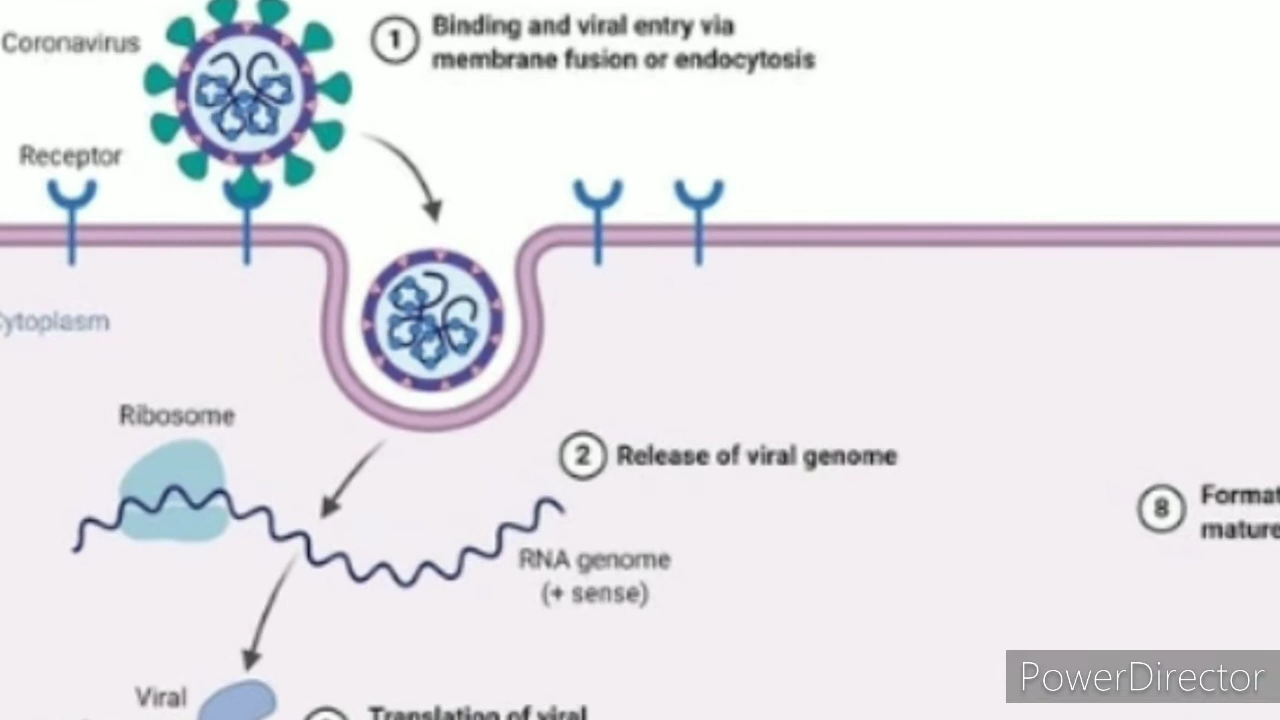 Coronavirus
1
Binding and viral entry via
membrane fusion or endocytosis
Receptor
Cytoplasm
Ribosome
2
Release of viral genome
8
Format
mature
RNA genome
(+ sense)
Viral
Translation of viral
PowerDirector